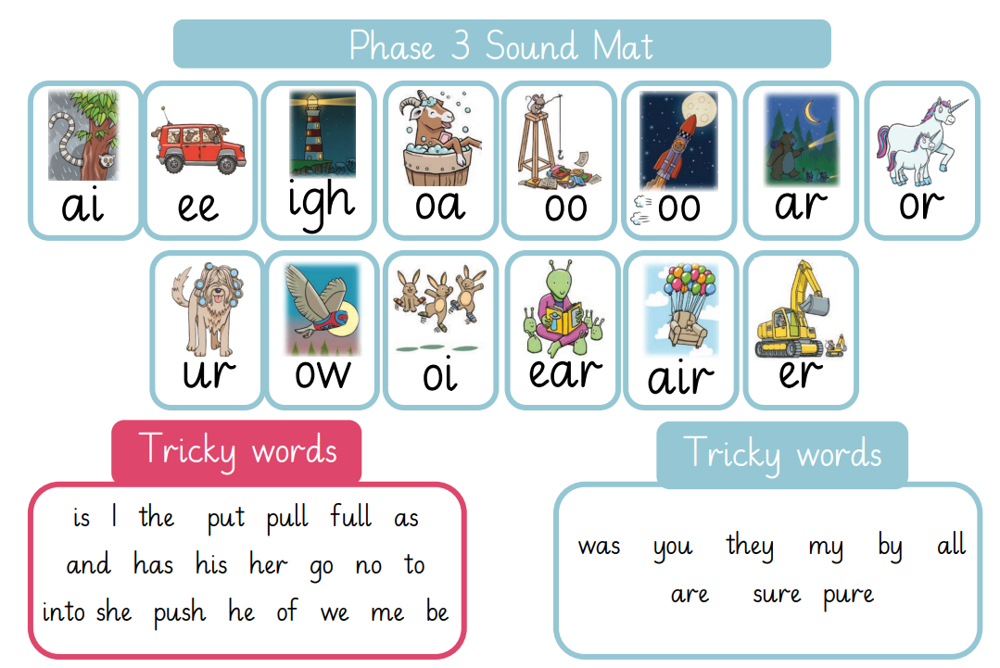 Phase 3 Sound Mat
ai ee igh oa oo oo ar or
ur ow oi ear air er
Tricky words
is I the put pull full as
and has his her go no to
into she push he of we me be
Tricky words
was you they my by all
are sure pure